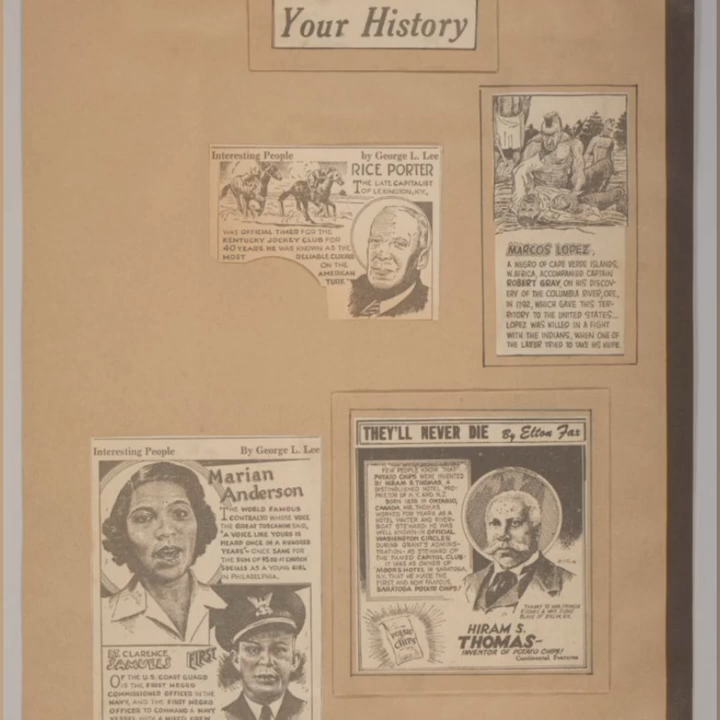 Your History
Interesting People by George L. Lee
RICE PORTER
THE LATE CAPITALIST
OF LEXINGTON, KY.,
WAS OFFICIAL TIMER FOR THE
KENTUCKY JOCKEY CLUB FOR
40 YEARS. HE WAS KNOWN AS THE
MOST RELIABLE CLOCKER
ON THE
AMERICAN
TURF."
MARCOS LOPEZ,
A NEGRO OF CAPE VERDE ISLANDS,
W. AFRICA, ACCOMPANIED CAPTAIN
ROBERT GRAY, ON HIS DISCOV-
ERY OF THE COLUMBIA RIVER, ORE.,
IN 1792, WHICH GAVE THIS TER-
RITORY TO THE UNITED STATES...
LOPEZ WAS KILLED IN A FIGHT
WITH THE INDIANS, WHEN ONE OF
THE LATTER TRIED TO TAKE HIS KNIFE.
Interesting People By George L. Lee
Marian
Anderson
THE WORLD FAMOUS
CONTRALTO WHOSE VOICE
THE GREAT TOSCANINI SAID,
"A VOICE LIKE YOURS IS
HEARD ONCE IN A HUNDRED
YEARS"- ONCE SANG FOR
THE SUM OF AT CHURCH
SOCIALS AS A YOUNG GIRL
IN PHILADELPHIA.
LT. CLARENCE
SAMUELS FIRST
OF THE U.S. COAST GUARD
IS THE FIRST NEGRO
COMMISSIONED OFFICER IN THE
NAVY, AND THE FIRST NEGRO
OFFICER TO COMMAND A NAVY
VESSEL WITH A MIXED CREW
THEY'LL NEVER DIE By Elton Fax
FEW PEOPLE KNOW THAT
POTATO CHIPS WERE INVENTED
BY HIRAM S. THOMAS, A
DISTINGUISHED HOTEL PRO-
PRIETOR OF N.Y. AND N.J.
BORN IN ONTARIO,
CANADA, MR. THOMAS
WORKED FOR YEARS AS A
HOTEL WAITER AND RIVER-
BOAT STEWARD. HE WAS
WELL KNOWN IN OFFICIAL
WASHINGTON CIRCLES
DURING GRANT'S ADMINIS-
TRATION- AS STEWARD OF
THE FAMED CAPITOL CLUB.
IT WAS AS OWNER OF
MOON'S HOTEL IN SARATOGA,
N.Y. THAT HE MADE THE
FIRST AND NOW FAMOUS,
SARATOGA POTATO CHIPS!
POTATO
CHIPS
HIRAM S.
THOMAS-
INVENTOR OF POTATO CHIPS!
Continental Features